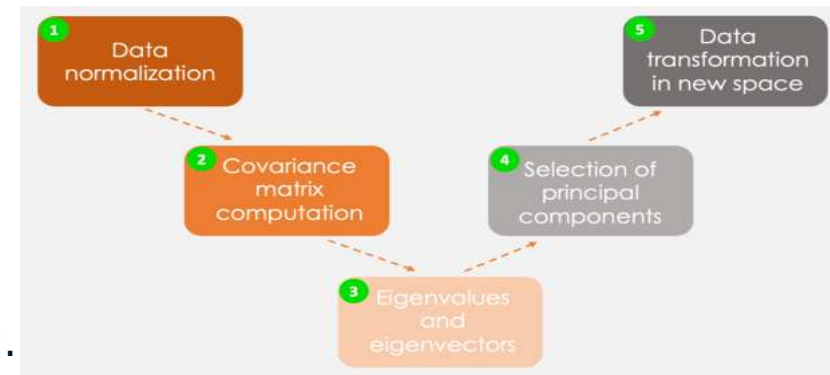 1
Data
normalization
2
Covariance
matrix
computation
3
Eigenvalues
and
eigenvectors
4
Selection of
principal
components
5
Data
transformation
in new space
.